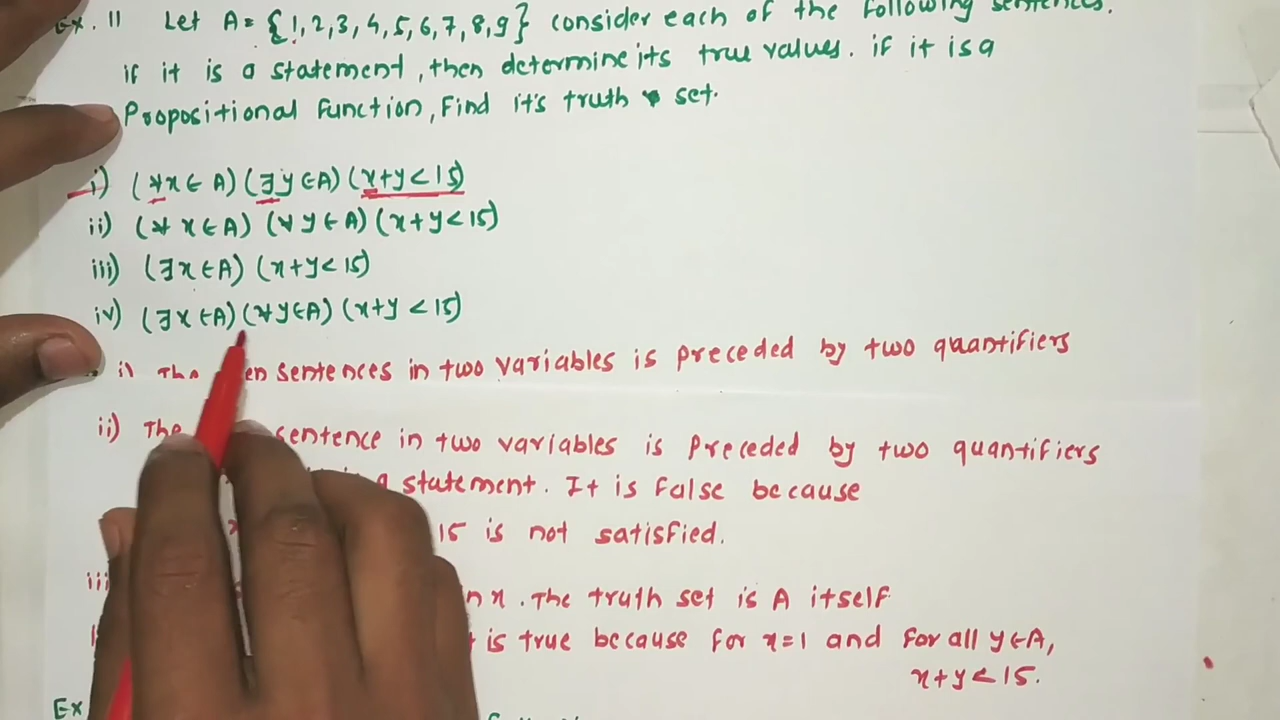 Ex. 11 Let A = {1,2,3,4,5,6,7,8,9} consider each of the following sentences.
if it is a statement, then determine its true values. if it is a
Propositional function, find it's truth set.
i) (∀x∈A) (∃y∈A) (x+y<15)
ii) (∀x∈A) (∀y∈A) (x+y<15)
iii) (∃x∈A) (x+y<15)
iv) (∃x∈A) (∀y∈A) (x+y<15)
i) The sentences in two variables is preceded by two quantifiers
ii) The sentence in two variables is preceded by two quantifiers
a statement. It is false because
15 is not satisfied.
iii x. The truth set is A itself
is true because for x=1 and for all y∈A,
x+y<15.
Ex